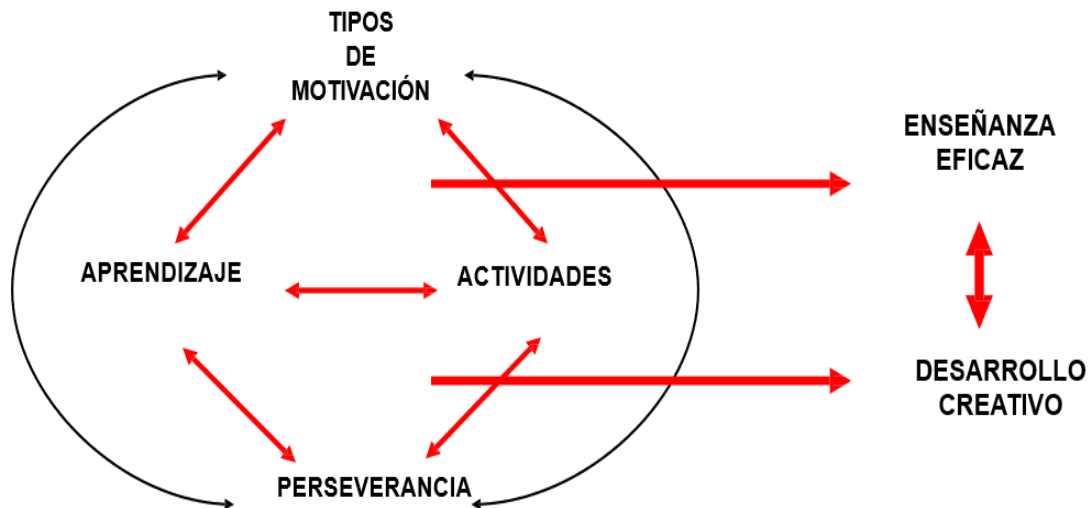 TIPOS
DE
MOTIVACIÓN
ENSEÑANZA
EFICAZ
APRENDIZAJE
ACTIVIDADES
DESARROLLO
CREATIVO
PERSEVERANCIA